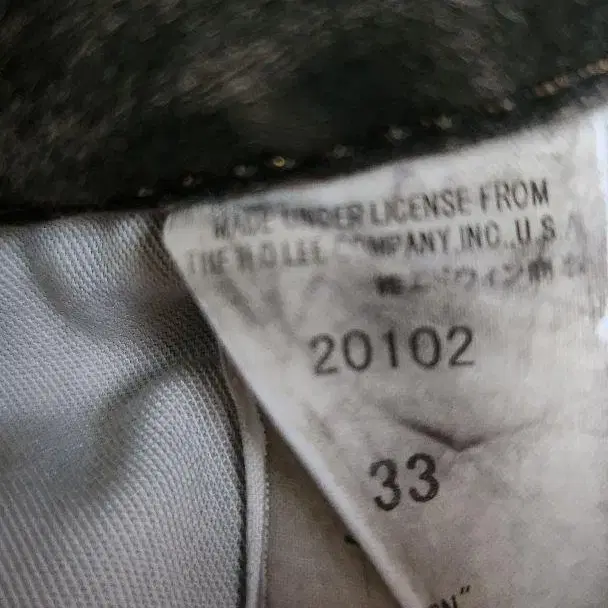 MADE UNDER LICENSE FROM
THE H.D LEE COMPANY, INC., U.S.A
20102
33